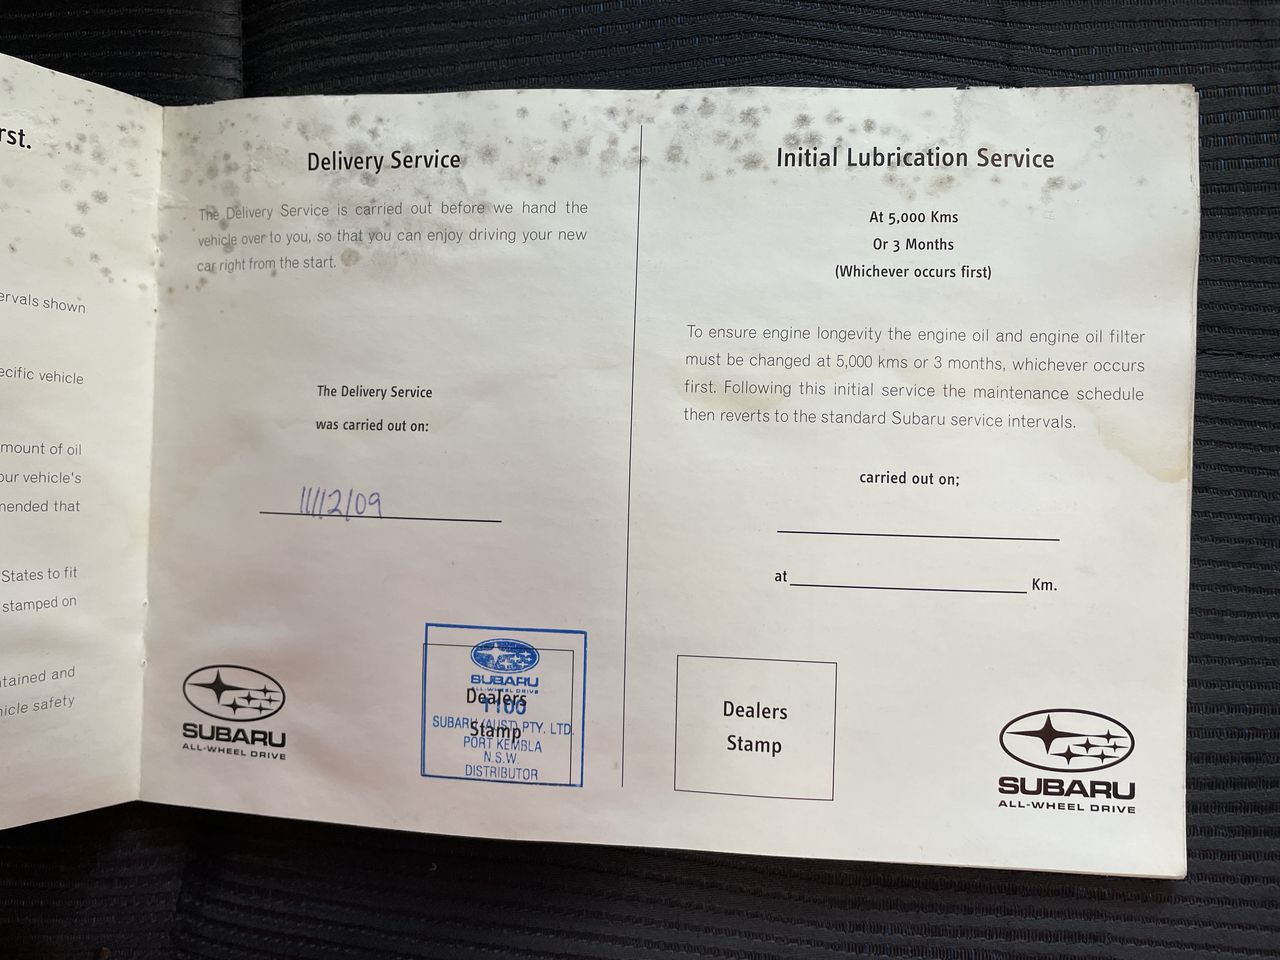 rst.
ervals shown
ecific vehicle
mount of oil
our vehicle's
mended that
States to fit
stamped on
tained and
hicle safety
Delivery Service
The Delivery Service is carried out before we hand the
vehicle over to you, so that you can enjoy driving your new
car right from the start.
The Delivery Service
was carried out on:
11/12/09
SUBARU
ALL-WHEEL DRIVE
SUBARU
ALL-WHEEL DRIVE
Dealers
1100
Stamp
SUBARU (AUST) PTY. LTD.
PORT KEMBLA
N.S.W.
DISTRIBUTOR
Initial Lubrication Service
At 5,000 Kms
Or 3 Months
(Whichever occurs first)
To ensure engine longevity the engine oil and engine oil filter
must be changed at 5,000 kms or 3 months, whichever occurs
first. Following this initial service the maintenance schedule
then reverts to the standard Subaru service intervals.
carried out on;
at Km.
Dealers
Stamp
SUBARU
ALL-WHEEL DRIVE